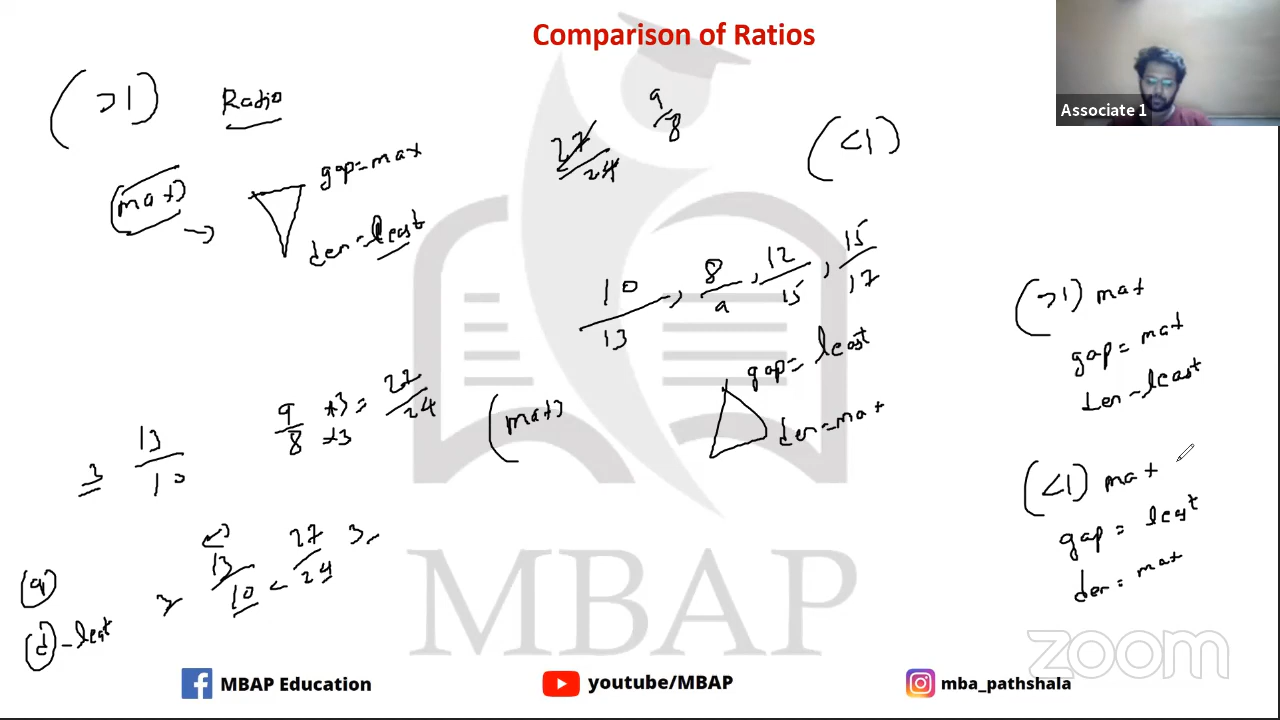 Comparison of Ratios
Associate 1
(>1) Ratio
27/24 9/8
(<1)
(max) → gap=max
den=least
10/13, 8/9, 12/15, 15/17
gap= least
(max) den=max
(>1) max
gap= max
den-least
13/10
3
9/8 *3 *3 = 27/24
(<1) max
gap = least
den = max
13/10 < 27/24
3
3
d - least
MBAP
zoom
MBAP Education
youtube/MBAP
mba_pathshala